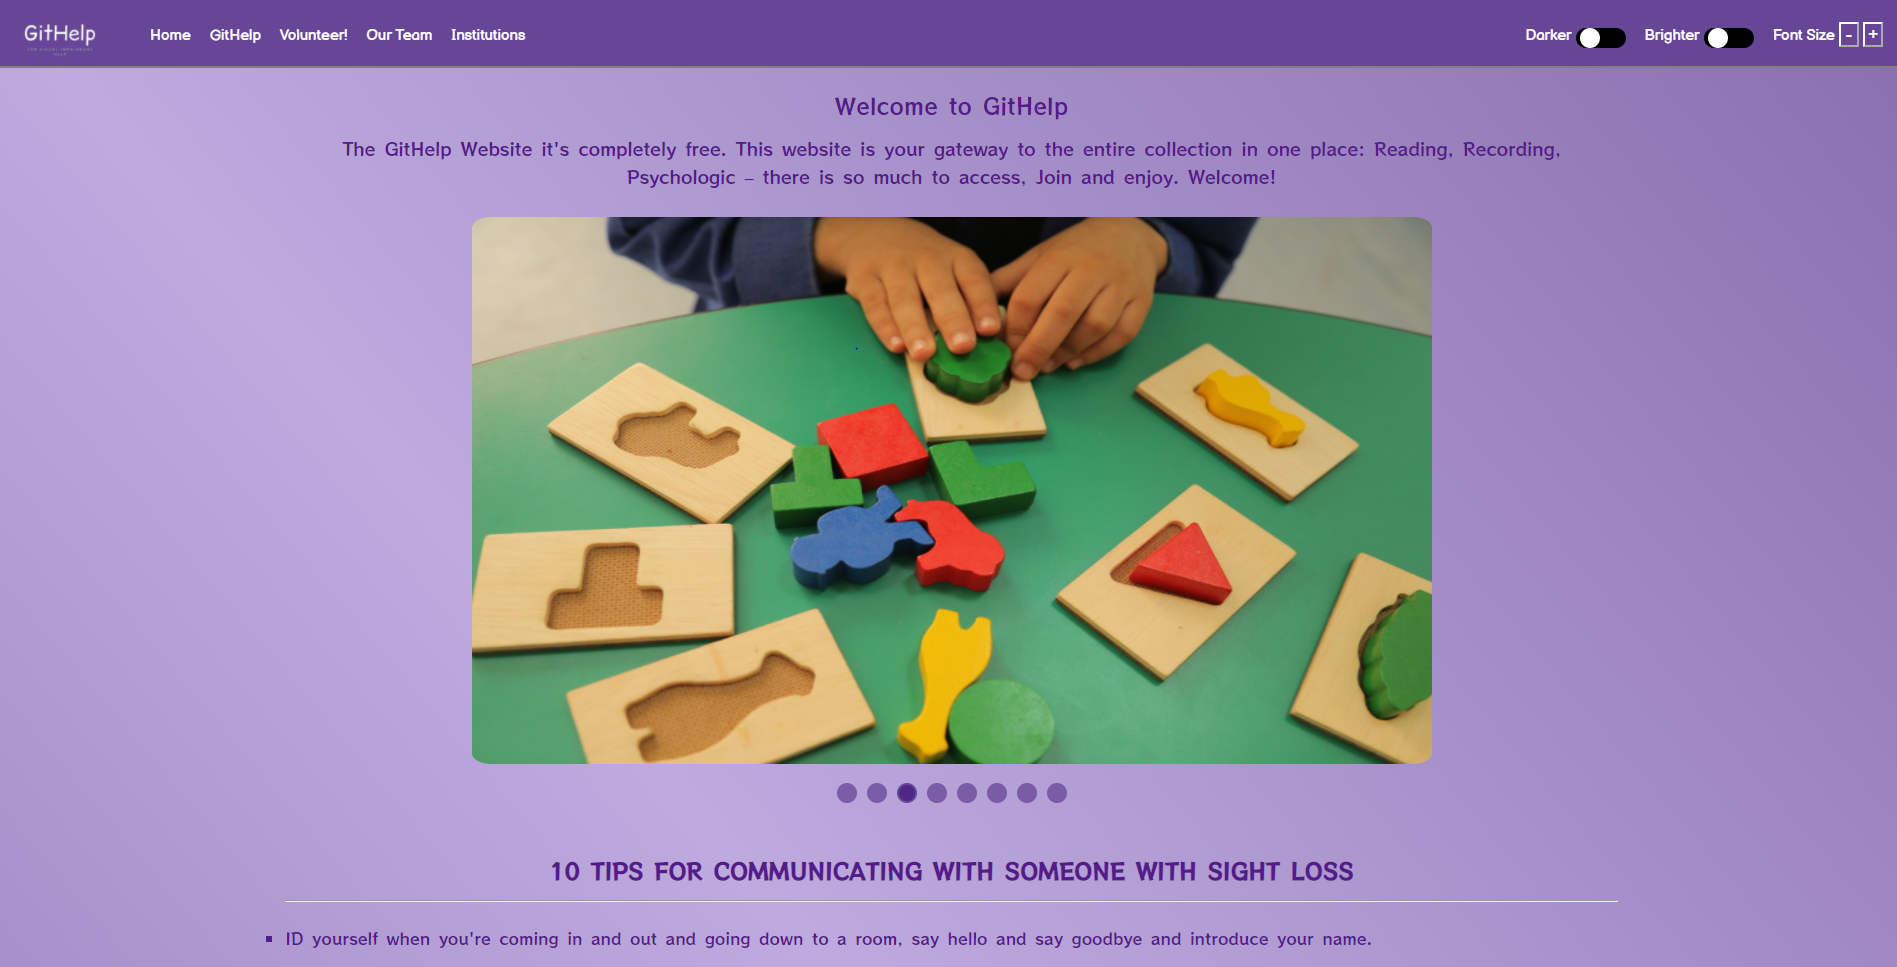 GitHelp
FOR VISUAL IMPAIRMENT
HELP
Home GitHelp Volunteer! Our Team Institutions
Darker Brighter Font Size - +
Welcome to GitHelp
The GitHelp Website it's completely free. This website is your gateway to the entire collection in one place: Reading, Recording,
Psychologic – there is so much to access, Join and enjoy. Welcome!
10 TIPS FOR COMMUNICATING WITH SOMEONE WITH SIGHT LOSS
ID yourself when you're coming in and out and going down to a room, say hello and say goodbye and introduce your name.